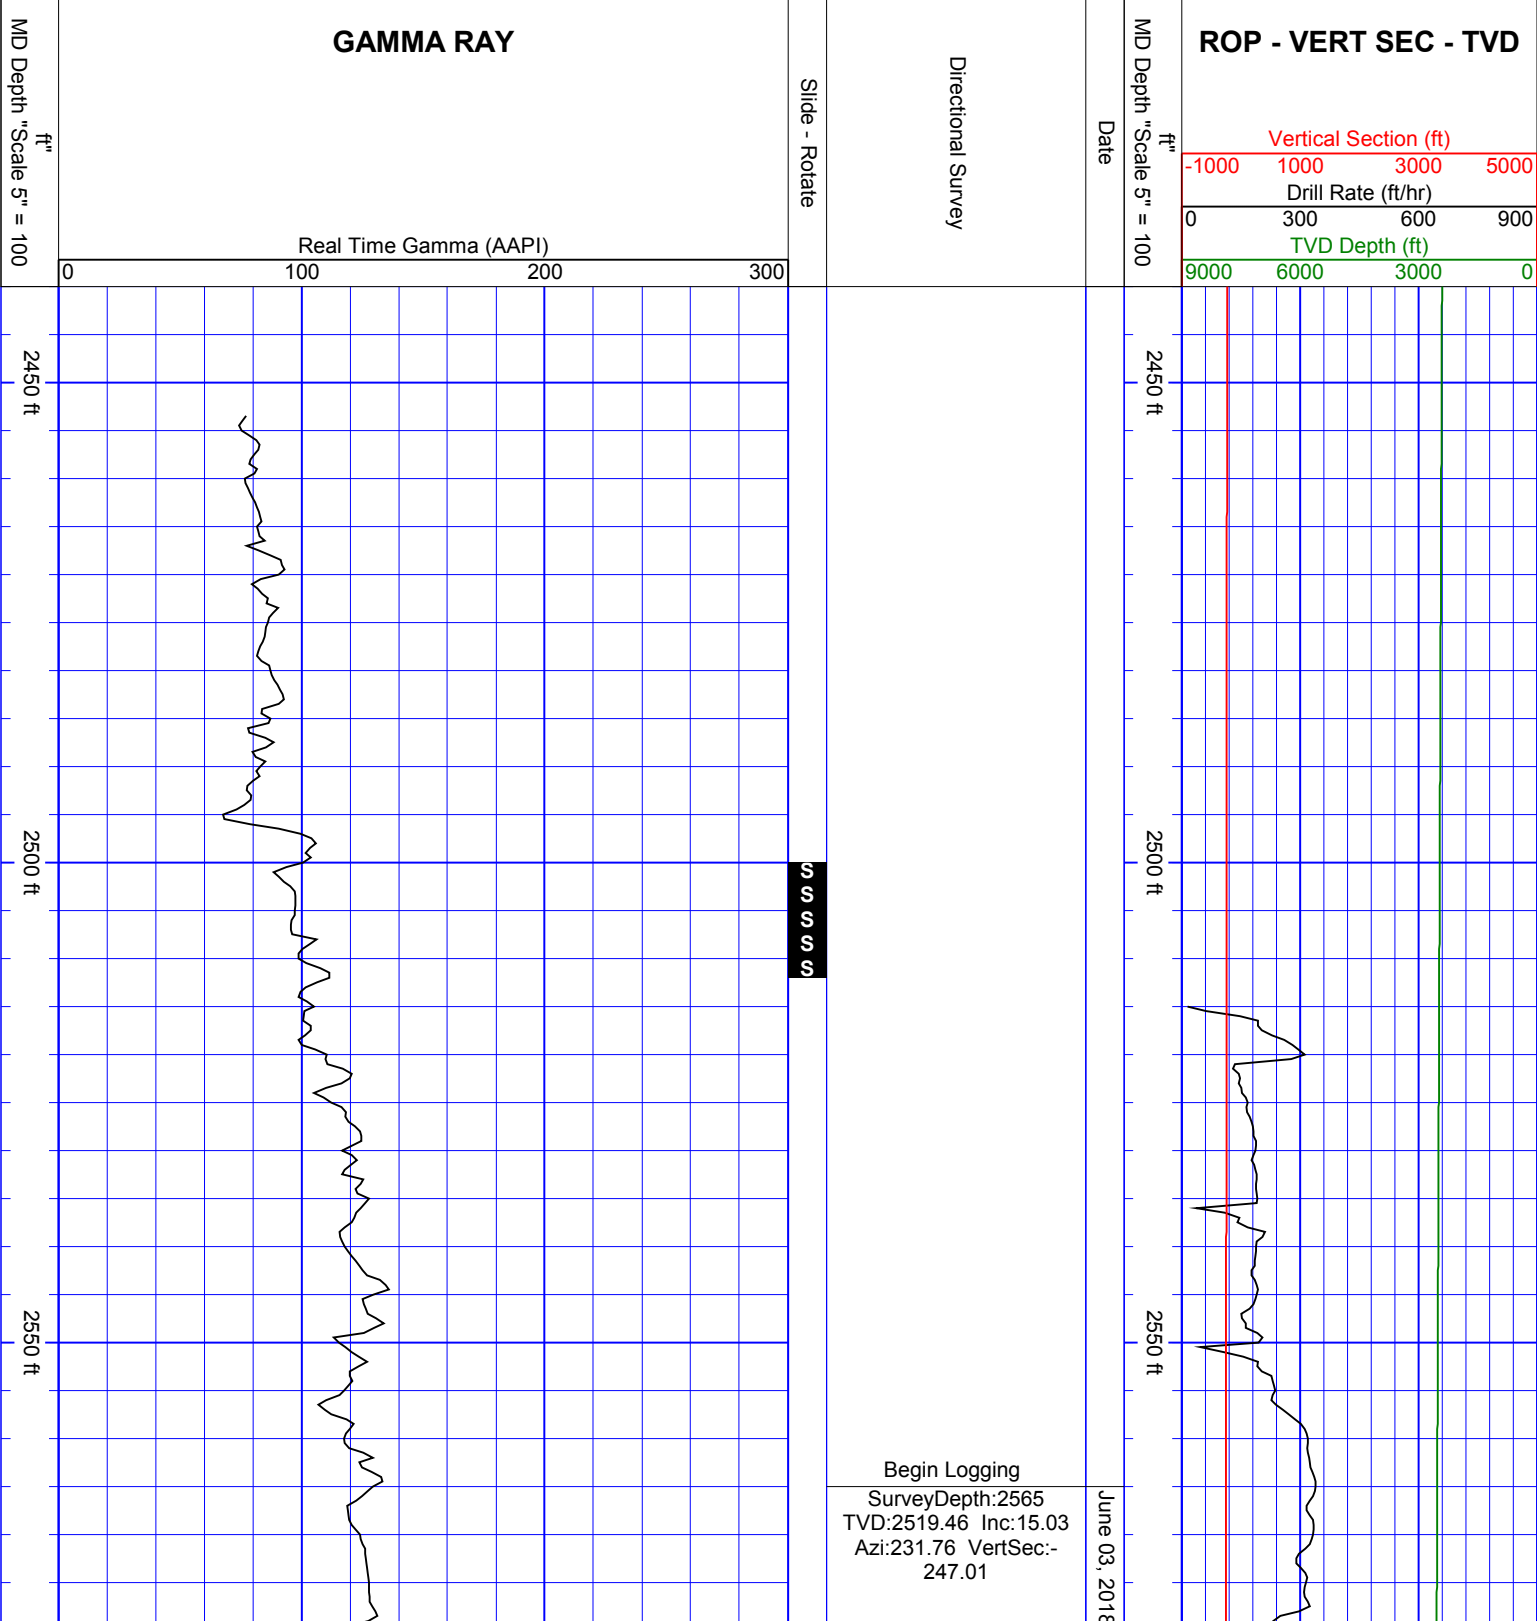 MD Depth "Scale 5" = 100
ft"
GAMMA RAY
Real Time Gamma (AAPI)
0 100 200 300
Slide - Rotate
Directional Survey
Date
MD Depth "Scale 5" = 100
ft"
ROP - VERT SEC - TVD
Vertical Section (ft)
-1000 1000 3000 5000
Drill Rate (ft/hr)
0 300 600 900
TVD Depth (ft)
9000 6000 3000 0
2450 ft
2450 ft
2500 ft
S
S
S
S
S
2500 ft
2550 ft
2550 ft
Begin Logging
SurveyDepth:2565
TVD:2519.46 Inc:15.03
Azi:231.76 VertSec:-
247.01
June 03, 2018